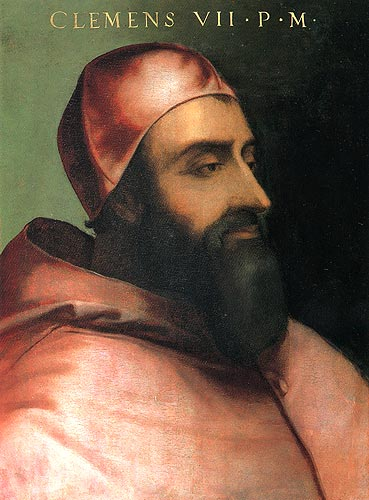 CLEMENS VII · P · M ·